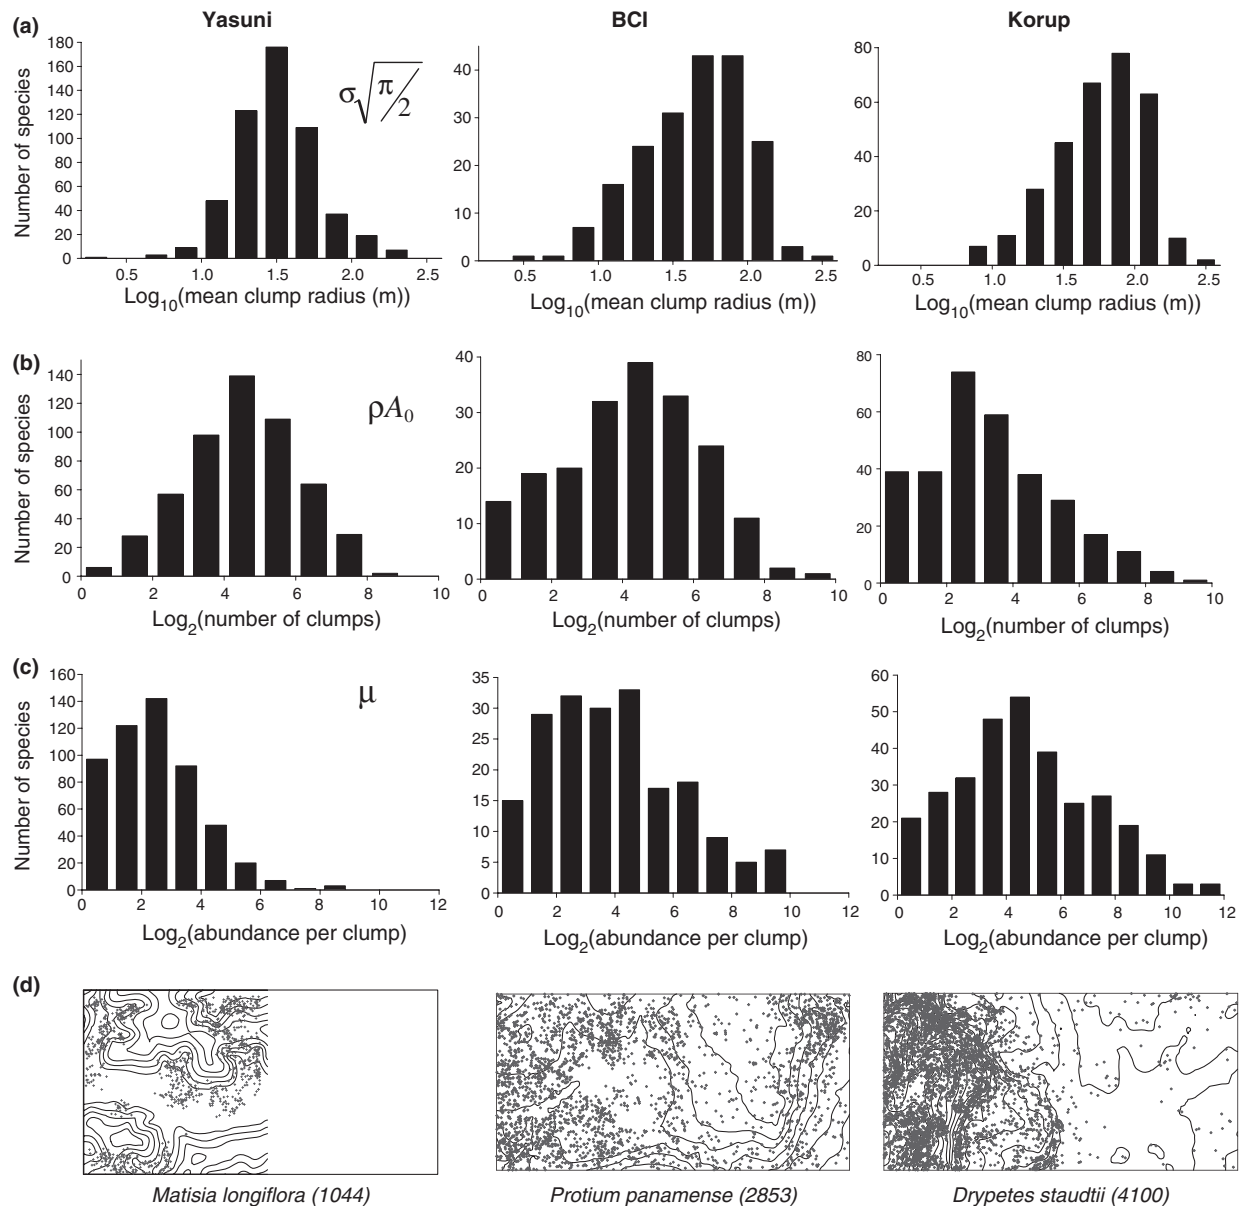 Yasuni BCI Korup
(a)
Number of species
180
160
140
120
100
80
60
40
20
0
σ√π/2
0.5 1.0 1.5 2.0 2.5
Log10(mean clump radius (m))
40
30
20
10
0
0.5 1.0 1.5 2.0 2.5
Log10(mean clump radius (m))
80
60
40
20
0
0.5 1.0 1.5 2.0 2.5
Log10(mean clump radius (m))
(b)
Number of species
140
120
100
80
60
40
20
0
ρA0
0 2 4 6 8 10
Log2(number of clumps)
40
30
20
10
0
0 2 4 6 8 10
Log2(number of clumps)
80
60
40
20
0
0 2 4 6 8 10
Log2(number of clumps)
(c)
Number of species
160
140
120
100
80
60
40
20
0
μ
0 2 4 6 8 10 12
Log2(abundance per clump)
35
30
25
20
15
10
5
0
0 2 4 6 8 10 12
Log2(abundance per clump)
60
50
40
30
20
10
0
0 2 4 6 8 10 12
Log2(abundance per clump)
(d)
Matisia longiflora (1044)
Protium panamense (2853)
Drypetes staudtii (4100)